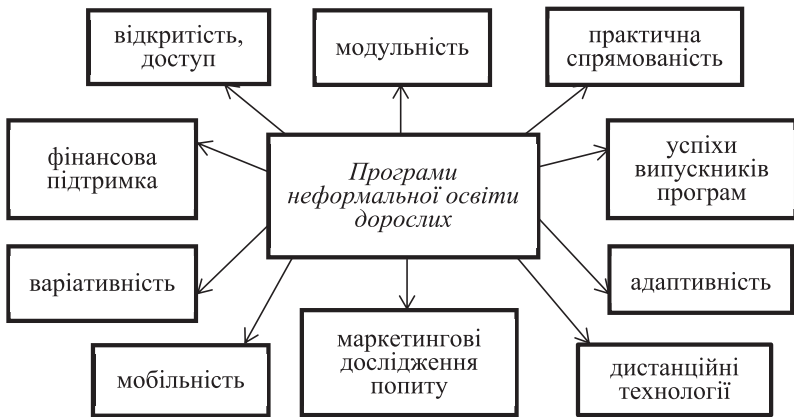 відкритість,
доступ
модульність
практична
спрямованість
фінансова
підтримка
Програми
неформальної освіти
дорослих
успіхи
випускників
програм
варіативність
адаптивність
мобільність
маркетингові
дослідження
попиту
дистанційні
технології